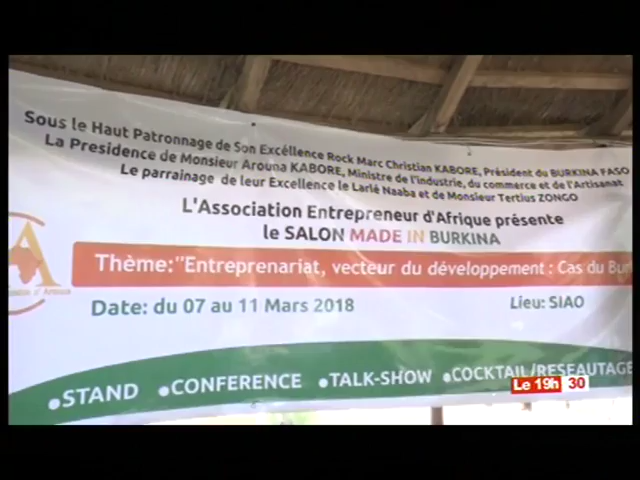 Sous le Haut Patronnage de Son Excéllence Rock Marc Christian KABORE, Président du BURKINA FASO
La Presidence de Monsieur Arouna KABORE, Ministre de l'industrie, du commerce et de l'Artisanat
Le parrainage de leur Excellence le Larlé Naaba et de Monsieur Tertius ZONGO
L'Association Entrepreneur d'Afrique présente
le SALON MADE IN BURKINA
Thème:"Entreprenariat, vecteur du développement : Cas du
Date: du 07 au 11 Mars 2018 Lieu: SIAO
•STAND •CONFERENCE •TALK-SHOW •COCKTAIL/RESEAUTAGE
Le 19h 30